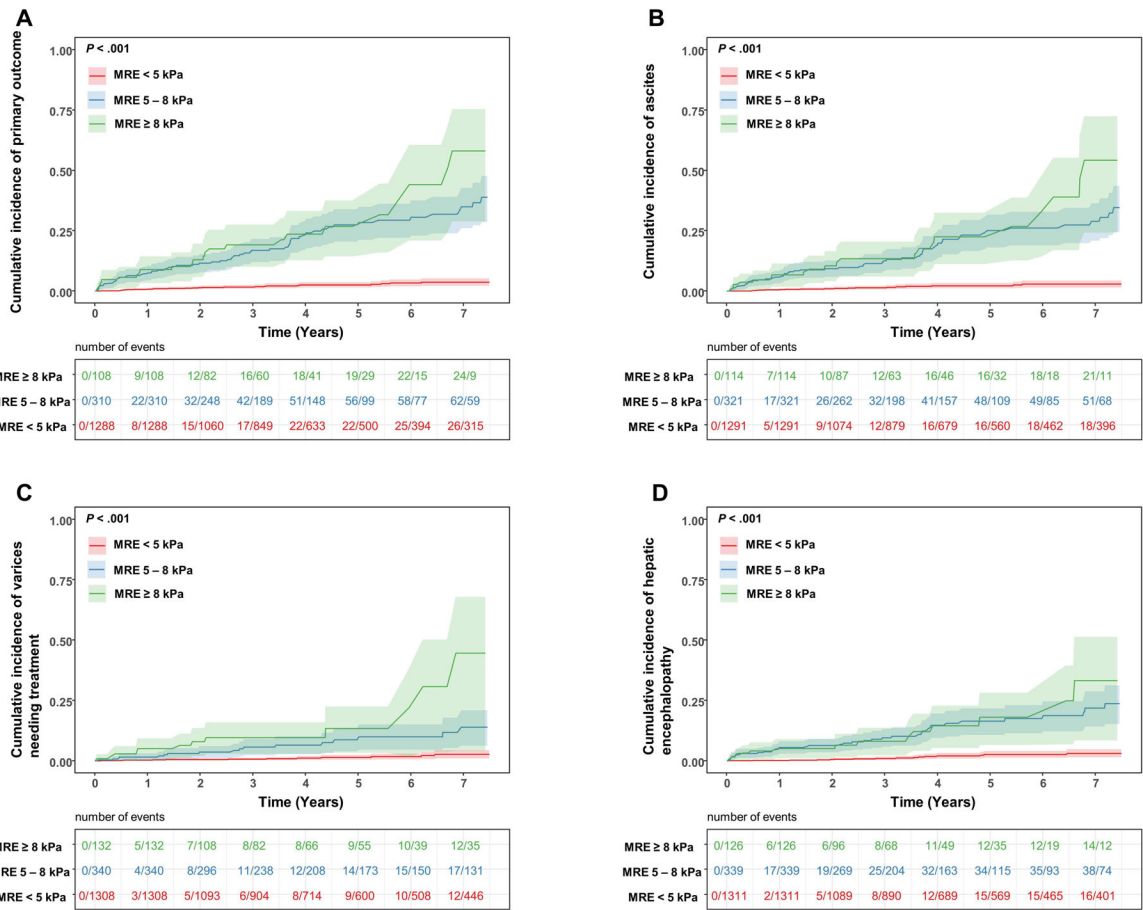 A
Cumulative incidence of primary outcome
P < .001
MRE < 5 kPa
MRE 5 – 8 kPa
MRE ≥ 8 kPa
1.00
0.75
0.50
0.25
0.00
0 1 2 3 4 5 6 7
Time (Years)
number of events
MRE ≥ 8 kPa 0/108 9/108 12/82 16/60 18/41 19/29 22/15 24/9
MRE 5 – 8 kPa 0/310 22/310 32/248 42/189 51/148 56/99 58/77 62/59
MRE < 5 kPa 0/1288 8/1288 15/1060 17/849 22/633 22/500 25/394 26/315
B
Cumulative incidence of ascites
P < .001
MRE < 5 kPa
MRE 5 – 8 kPa
MRE ≥ 8 kPa
1.00
0.75
0.50
0.25
0.00
0 1 2 3 4 5 6 7
Time (Years)
number of events
MRE ≥ 8 kPa 0/114 7/114 10/87 12/63 16/46 16/32 18/18 21/11
MRE 5 – 8 kPa 0/321 17/321 26/262 32/198 41/157 48/109 49/85 51/68
MRE < 5 kPa 0/1291 5/1291 9/1074 12/879 16/679 16/560 18/462 18/396
C
Cumulative incidence of varices
needing treatment
P < .001
MRE < 5 kPa
MRE 5 – 8 kPa
MRE ≥ 8 kPa
1.00
0.75
0.50
0.25
0.00
0 1 2 3 4 5 6 7
Time (Years)
number of events
MRE ≥ 8 kPa 0/132 5/132 7/108 8/82 8/66 9/55 10/39 12/35
MRE 5 – 8 kPa 0/340 4/340 8/296 11/238 12/208 14/173 15/150 17/131
MRE < 5 kPa 0/1308 3/1308 5/1093 6/904 8/714 9/600 10/508 12/446
D
Cumulative incidence of hepatic
encephalopathy
P < .001
MRE < 5 kPa
MRE 5 – 8 kPa
MRE ≥ 8 kPa
1.00
0.75
0.50
0.25
0.00
0 1 2 3 4 5 6 7
Time (Years)
number of events
MRE ≥ 8 kPa 0/126 6/126 6/96 8/68 11/49 12/35 12/19 14/12
MRE 5 – 8 kPa 0/339 17/339 19/269 25/204 32/163 34/115 35/93 38/74
MRE < 5 kPa 0/1311 2/1311 5/1089 8/890 12/689 15/569 15/465 16/401